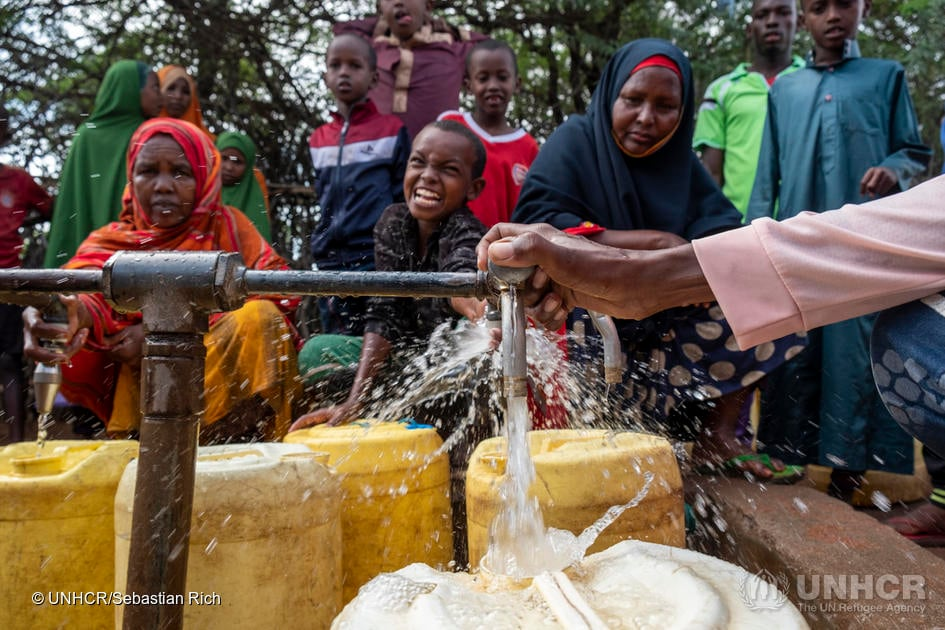 © UNHCR/Sebastian Rich
UNHCR
The UN Refugee Agency